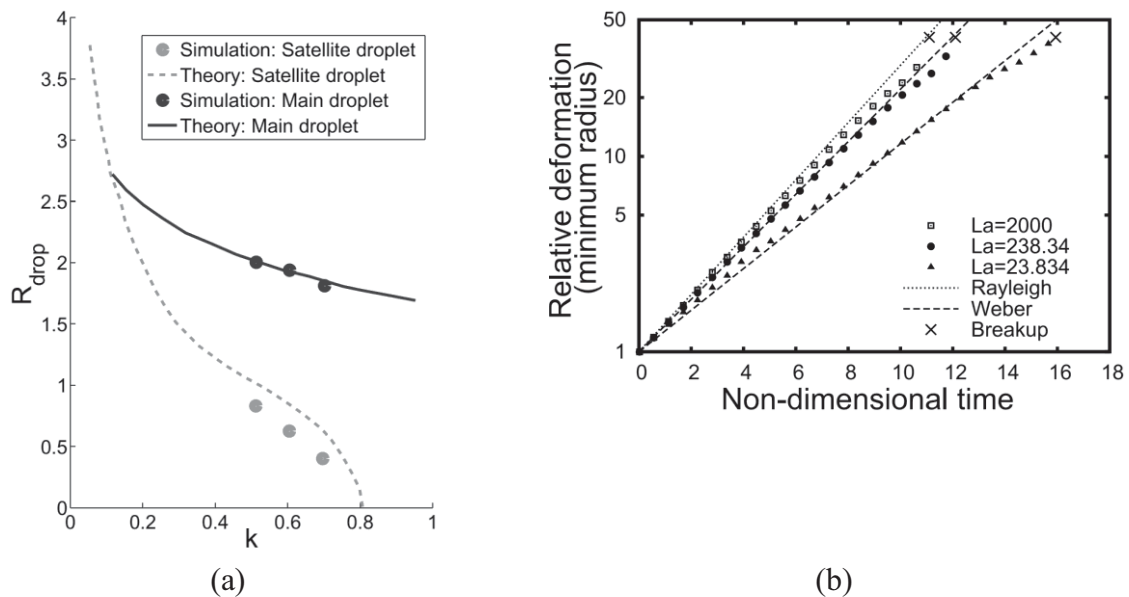 4
3.5
3
2.5
2
1.5
1
0.5
0
R_drop
0
0.2
0.4
0.6
0.8
1
k
Simulation: Satellite droplet
Theory: Satellite droplet
Simulation: Main droplet
Theory: Main droplet
(a)
50
20
10
5
1
Relative deformation
(minimum radius)
0
2
4
6
8
10
12
14
16
18
Non-dimensional time
La=2000
La=238.34
La=23.834
Rayleigh
Weber
Breakup
(b)